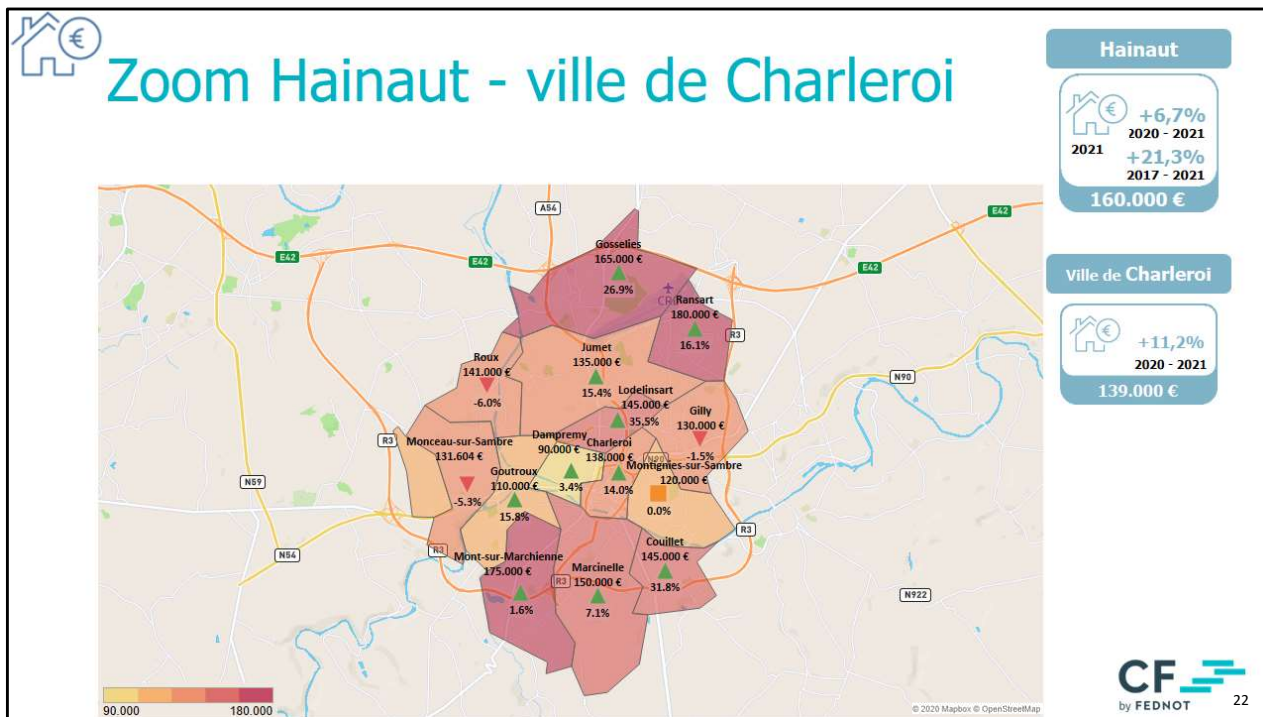 Zoom Hainaut - ville de Charleroi
Hainaut
+6,7%
2020 - 2021
2021
+21,3%
2017 - 2021
160.000 €
Ville de Charleroi
+11,2%
2020 - 2021
139.000 €
A54
E42
E42
E42
E42
Gosselies
165.000 €
26.9%
CRL
Ransart
180.000 €
16.1%
R3
Roux
141.000 €
-6.0%
Jumet
135.000 €
15.4%
Lodelinsart
145.000 €
35.5%
Gilly
130.000 €
-1.5%
N90
R3
Monceau-sur-Sambre
131.604 €
-5.3%
Dampremy
90.000 €
3.4%
Charleroi
138.000 €
14.0%
N90
Montignies-sur-Sambre
120.000 €
0.0%
Goutroux
110.000 €
15.8%
N59
R3
N54
R3
Mont-sur-Marchienne
175.000 €
1.6%
R3
Marcinelle
150.000 €
7.1%
Couillet
145.000 €
31.8%
N922
90.000
180.000
© 2020 Mapbox © OpenStreetMap
CF
by FEDNOT
22